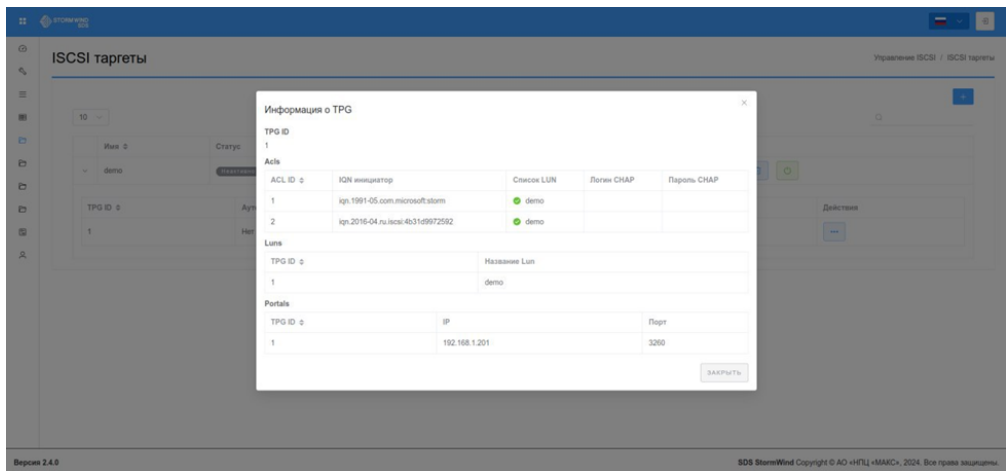 STORMWIND
SDS
ISCSI таргеты
Управление ISCSI / ISCSI таргеты
Информация о TPG
TPG ID
1
10
Имя Статус
demo
Acls
ACL ID IQN инициатор Список LUN Логин CHAP Пароль CHAP
1 iqn.1991-05.com.microsoft:storm demo
2 iqn.2016-04.ru.iscsi:4b31d9972592 demo
TPG ID Действия
1 Нет
Luns
TPG ID Название Lun
1 demo
Portals
TPG ID IP Порт
1 192.168.1.201 3260
ЗАКРЫТЬ
Версия 2.4.0
SDS StormWind Copyright © АО «НПЦ «МАКС», 2024. Все права защищены